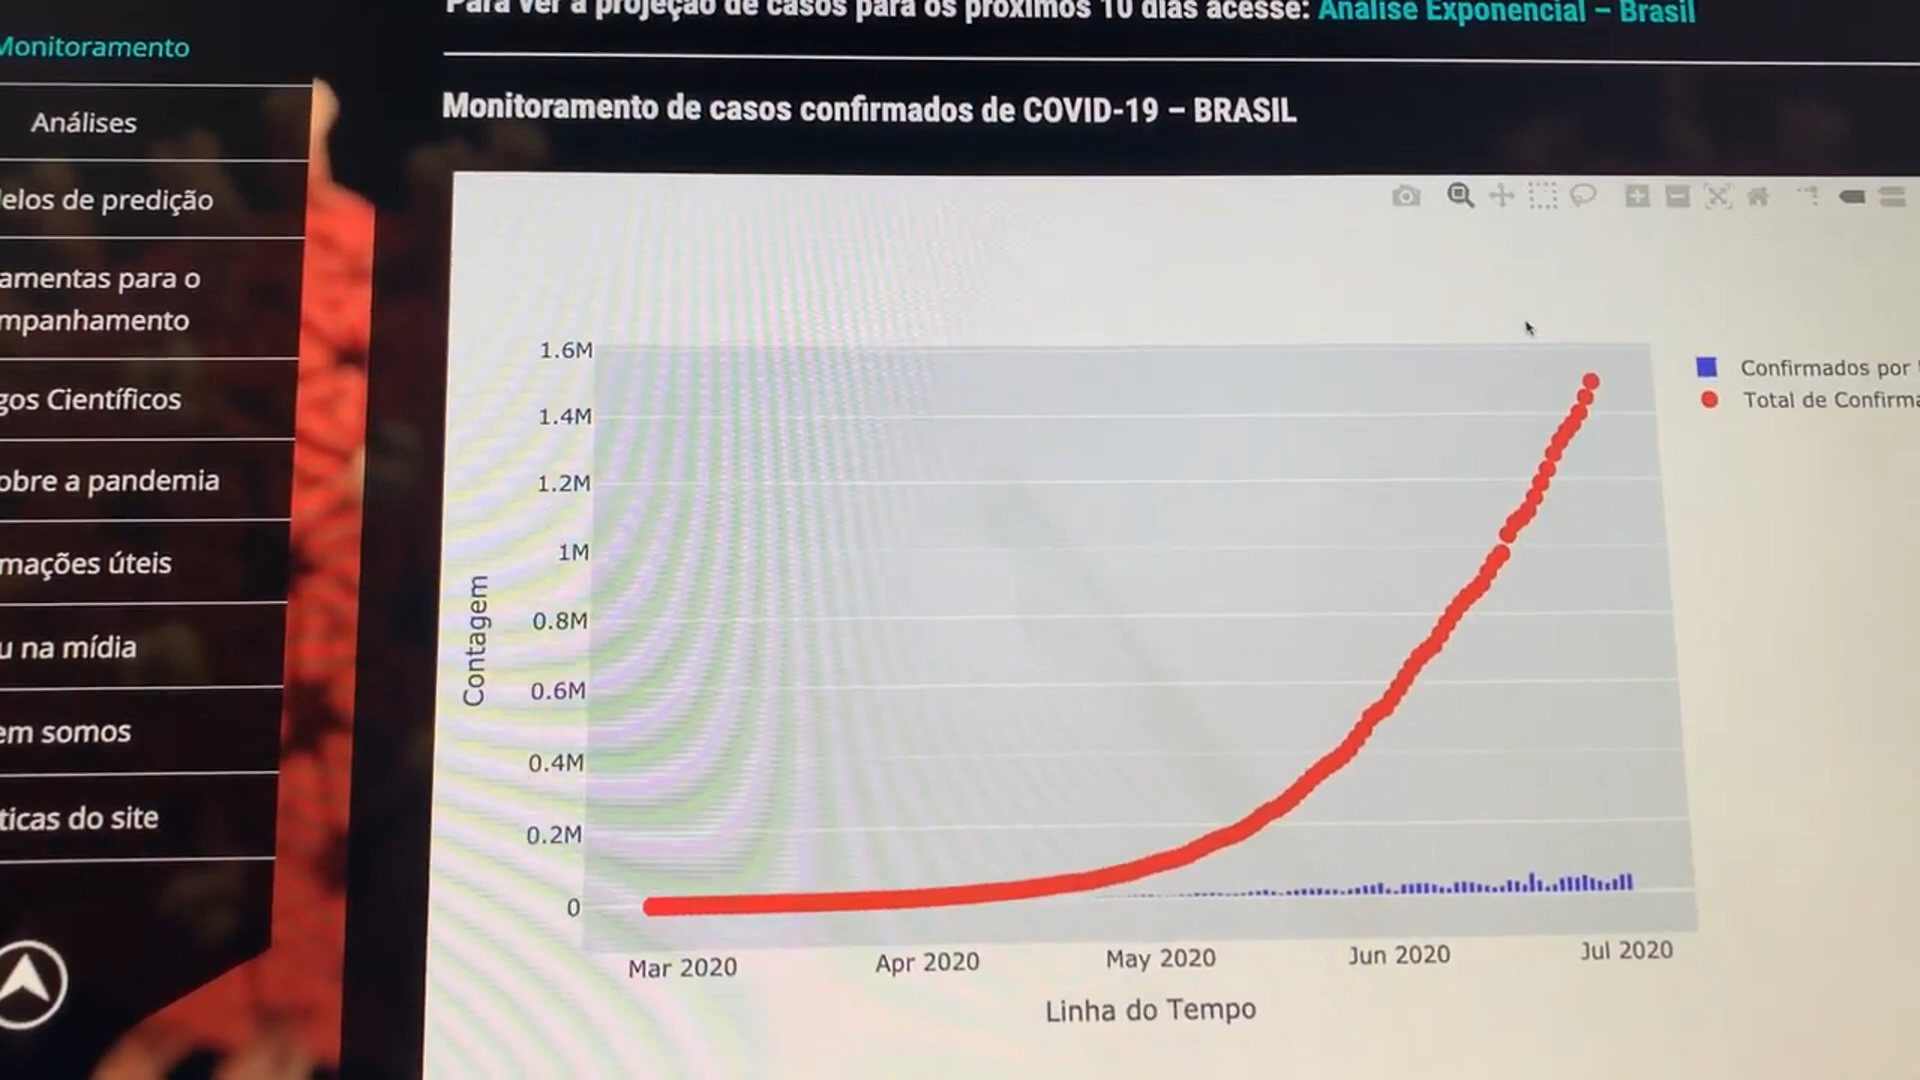 Para ver a projeção de casos para os próximos 10 dias acesse: Análise Exponencial – Brasil
Monitoramento
Análises
elos de predição
amentas para o
mpanhamento
gos Científicos
obre a pandemia
mações úteis
u na mídia
em somos
ticas do site
Monitoramento de casos confirmados de COVID-19 – BRASIL
1.6M
1.4M
1.2M
1M
0.8M
0.6M
0.4M
0.2M
0
Contagem
Mar 2020
Apr 2020
May 2020
Jun 2020
Jul 2020
Linha do Tempo
Confirmados por
Total de Confirma